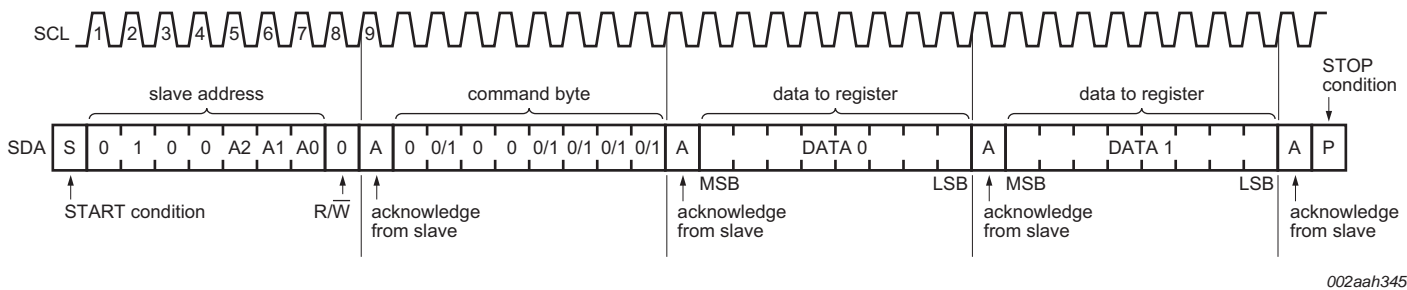 SCL 1 2 3 4 5 6 7 8 9
STOP
condition
slave address command byte data to register data to register
SDA S 0 1 0 0 A2 A1 A0 0 A 0 0/1 0 0 0/1 0/1 0/1 0/1 A DATA 0 A DATA 1 A P
MSB LSB MSB LSB
START condition R/W̅ acknowledge from slave acknowledge from slave acknowledge from slave acknowledge from slave
002aah345